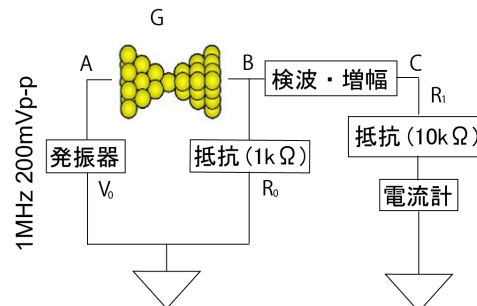 G
A
B
C
検波・増幅
R1
発振器
抵抗(1kΩ)
抵抗(10kΩ)
V0
R0
電流計
1MHz 200mVp-p